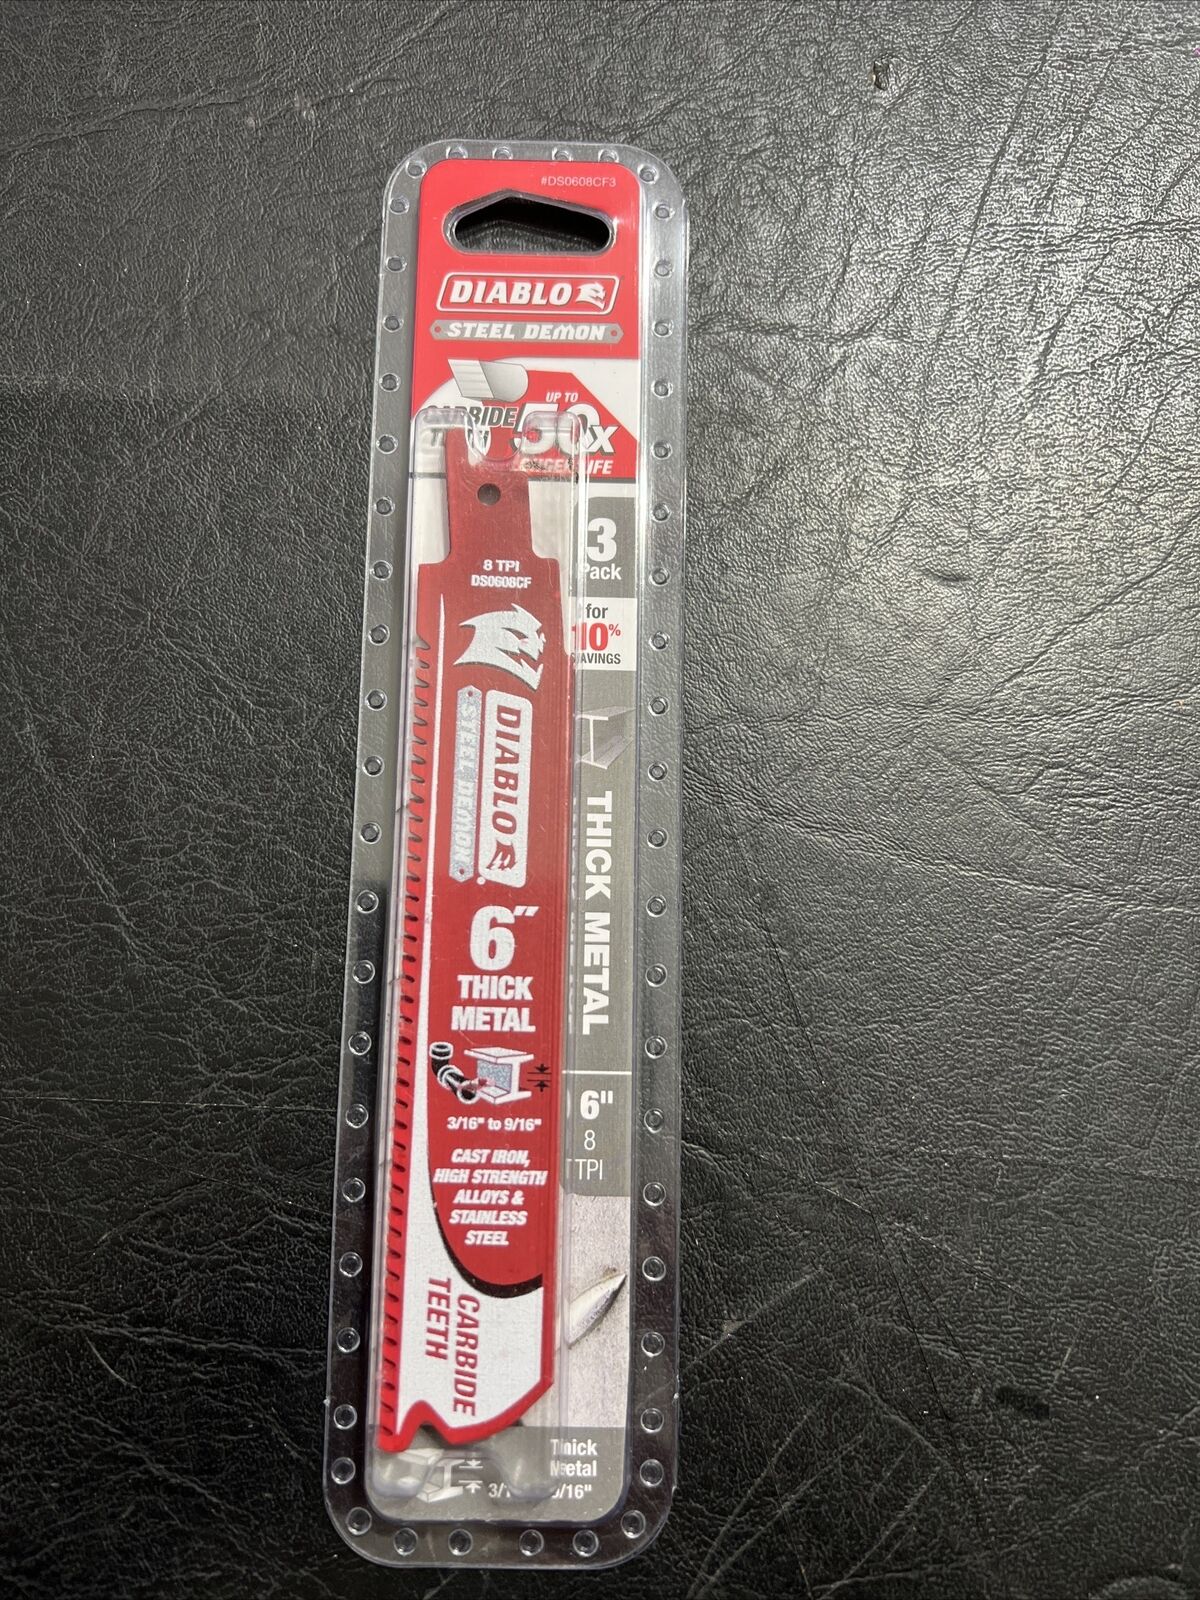 #DS0608CF3
DIABLO
STEEL DEMON
UP TO
CARBIDE 50x
LONGER LIFE
3
Pack
for
10%
SAVINGS
THICK METAL
6"
8
TPI
8 TPI
DS0608CF
DIABLO
STEEL DEMON
6"
THICK
METAL
3/16" to 9/16"
CAST IRON,
HIGH STRENGTH
ALLOYS &
STAINLESS
STEEL
CARBIDE
TEETH
Thick
Metal